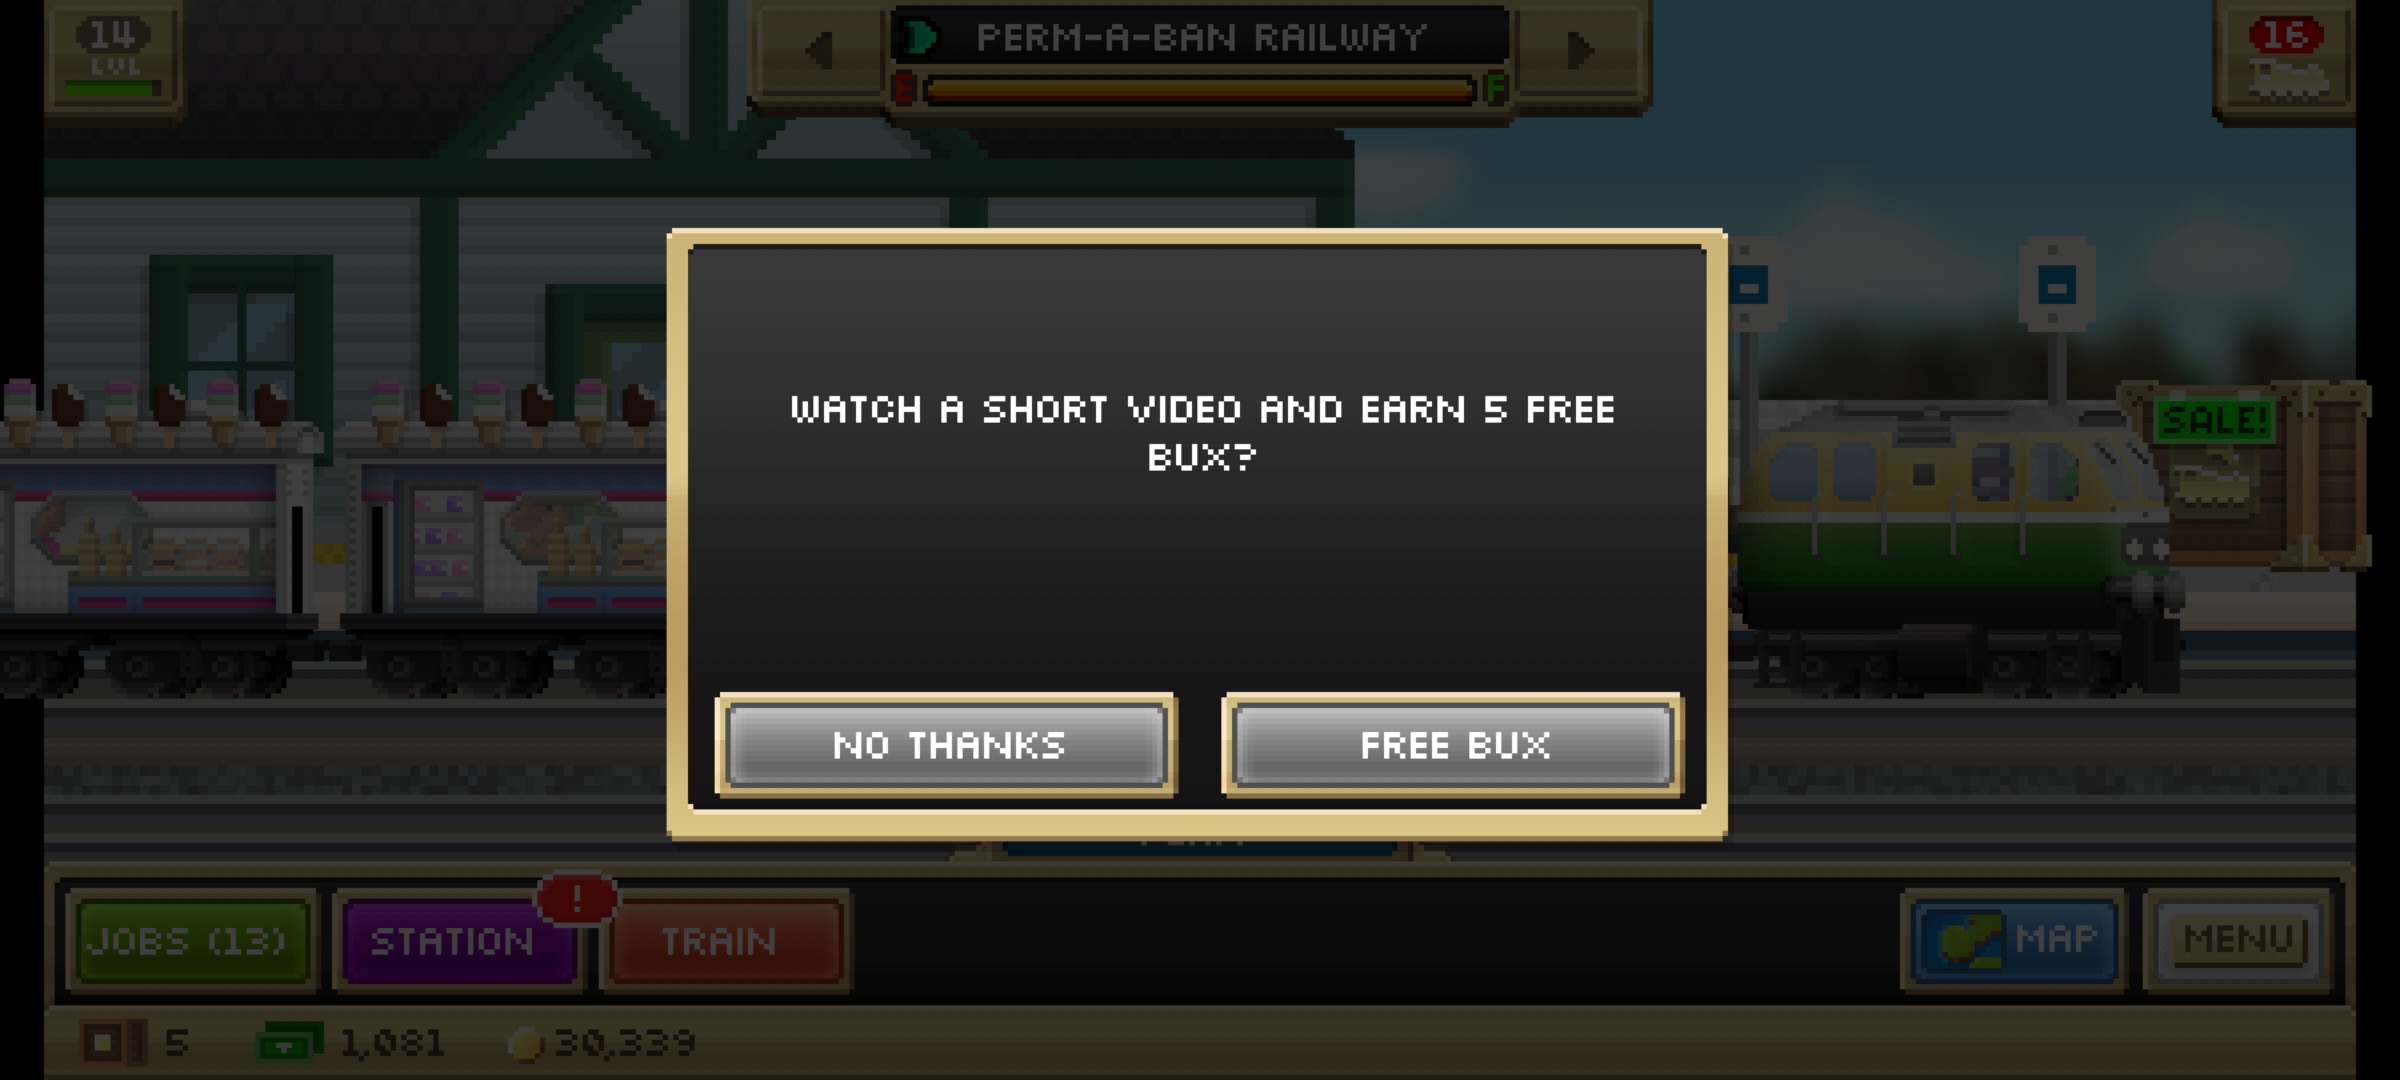 14
LVL
PERM-A-BAN RAILWAY
E F
16
SALE!
WATCH A SHORT VIDEO AND EARN 5 FREE
BUX?
NO THANKS
FREE BUX
JOBS (13)
STATION
!
TRAIN
MAP
MENU
5
1,081
30,339